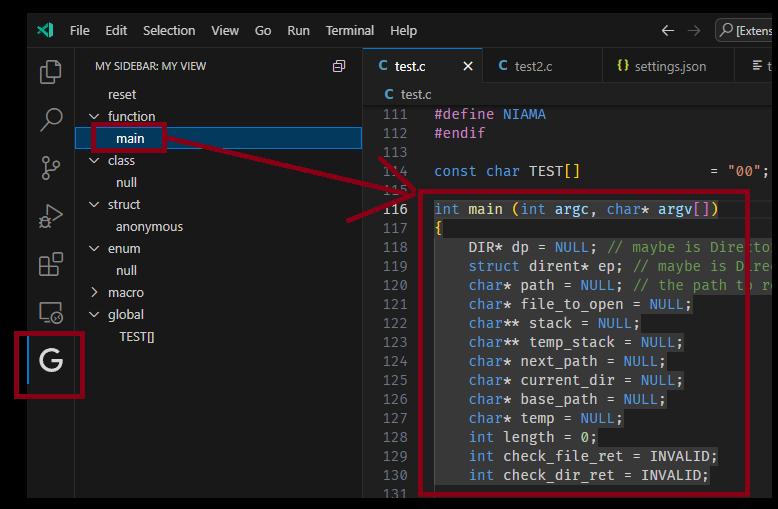 File Edit Selection View Go Run Terminal Help
[Exten
MY SIDEBAR: MY VIEW
reset
function
main
class
null
struct
anonymous
enum
null
macro
global
TEST[]
G
C test.c
C test2.c
{} settings.json
t
C test.c
111 #define NIAMA
112 #endif
113
114 const char TEST[] = "00";
115
116 int main (int argc, char* argv[])
117 {
118 DIR* dp = NULL; // maybe is Directo
119 struct dirent* ep; // maybe is Dire
120 char* path = NULL; // the path to re
121 char* file_to_open = NULL;
122 char** stack = NULL;
123 char** temp_stack = NULL;
124 char* next_path = NULL;
125 char* current_dir = NULL;
126 char* base_path = NULL;
127 char* temp = NULL;
128 int length = 0;
129 int check_file_ret = INVALID;
130 int check_dir_ret = INVALID;
131